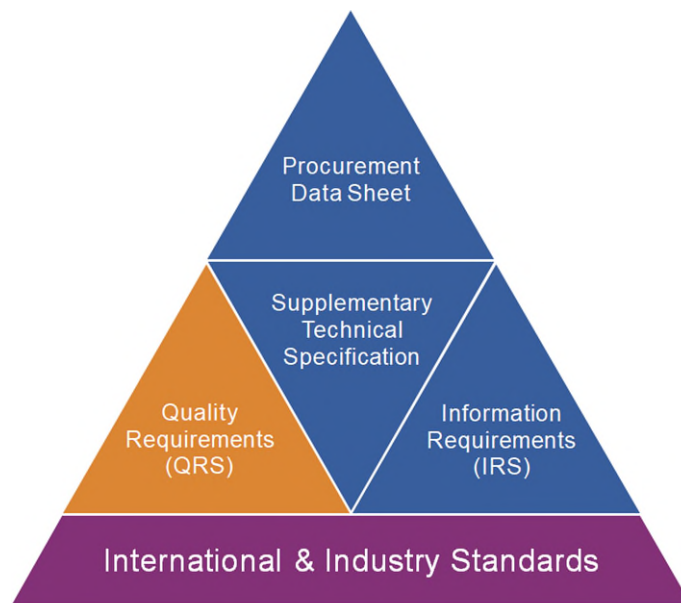 Procurement
Data Sheet
Supplementary
Technical
Specification
Quality
Requirements
(QRS)
Information
Requirements
(IRS)
International & Industry Standards